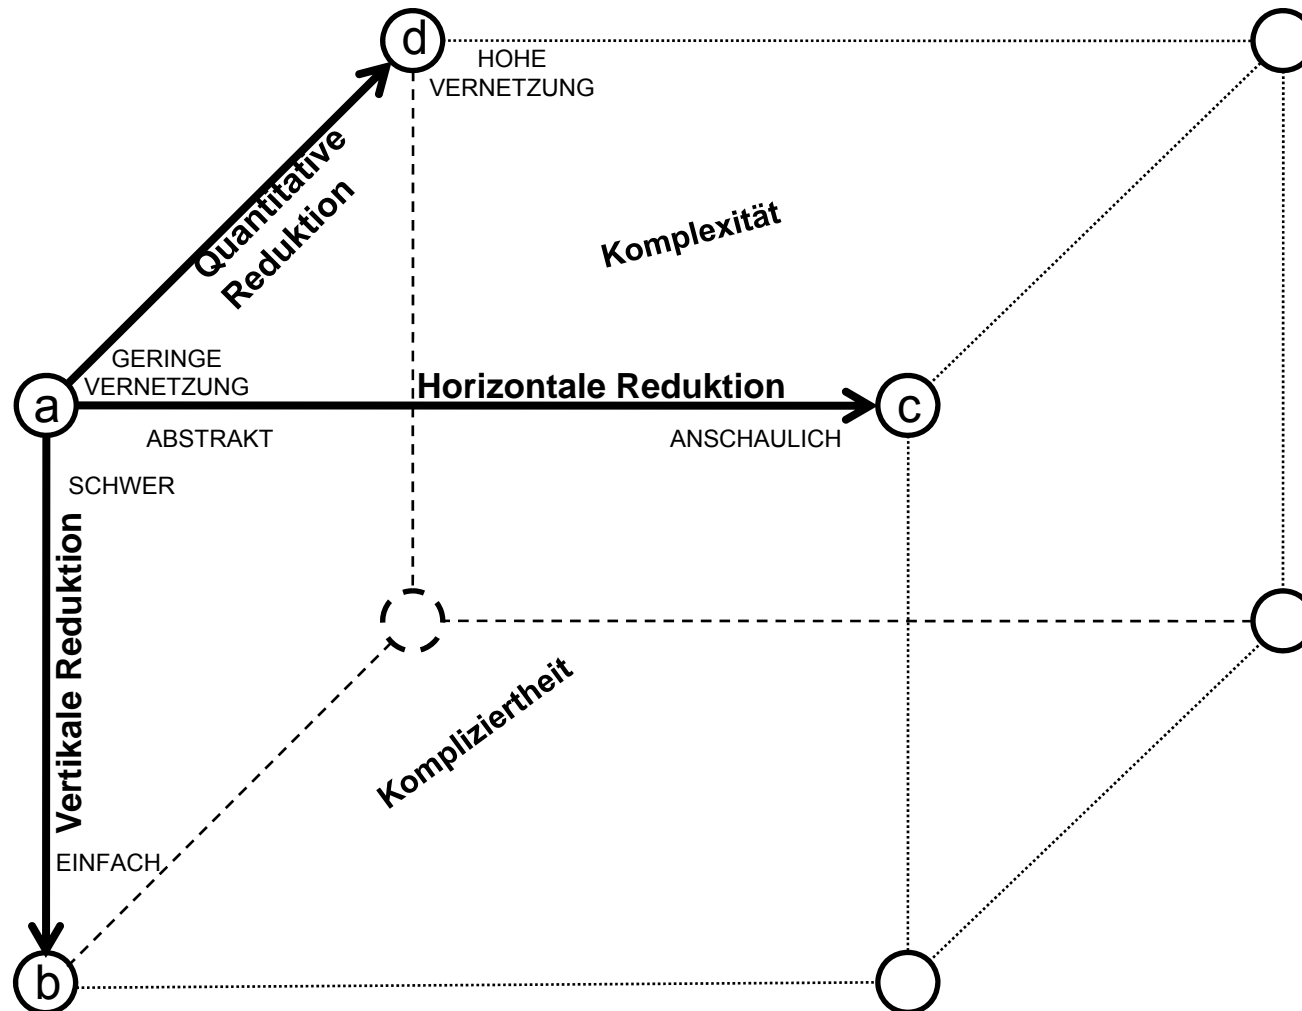 d
HOHE
VERNETZUNG
Quantitative
Reduktion
Komplexität
GERINGE
VERNETZUNG
Horizontale Reduktion
a
c
ABSTRAKT
ANSCHAULICH
SCHWER
Vertikale Reduktion
Kompliziertheit
EINFACH
b